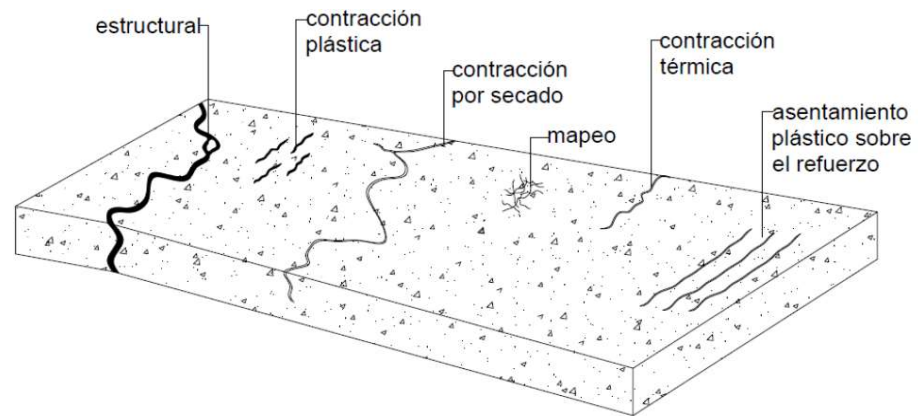 estructural
contracción
plástica
contracción
por secado
mapeo
contracción
térmica
asentamiento
plástico sobre
el refuerzo